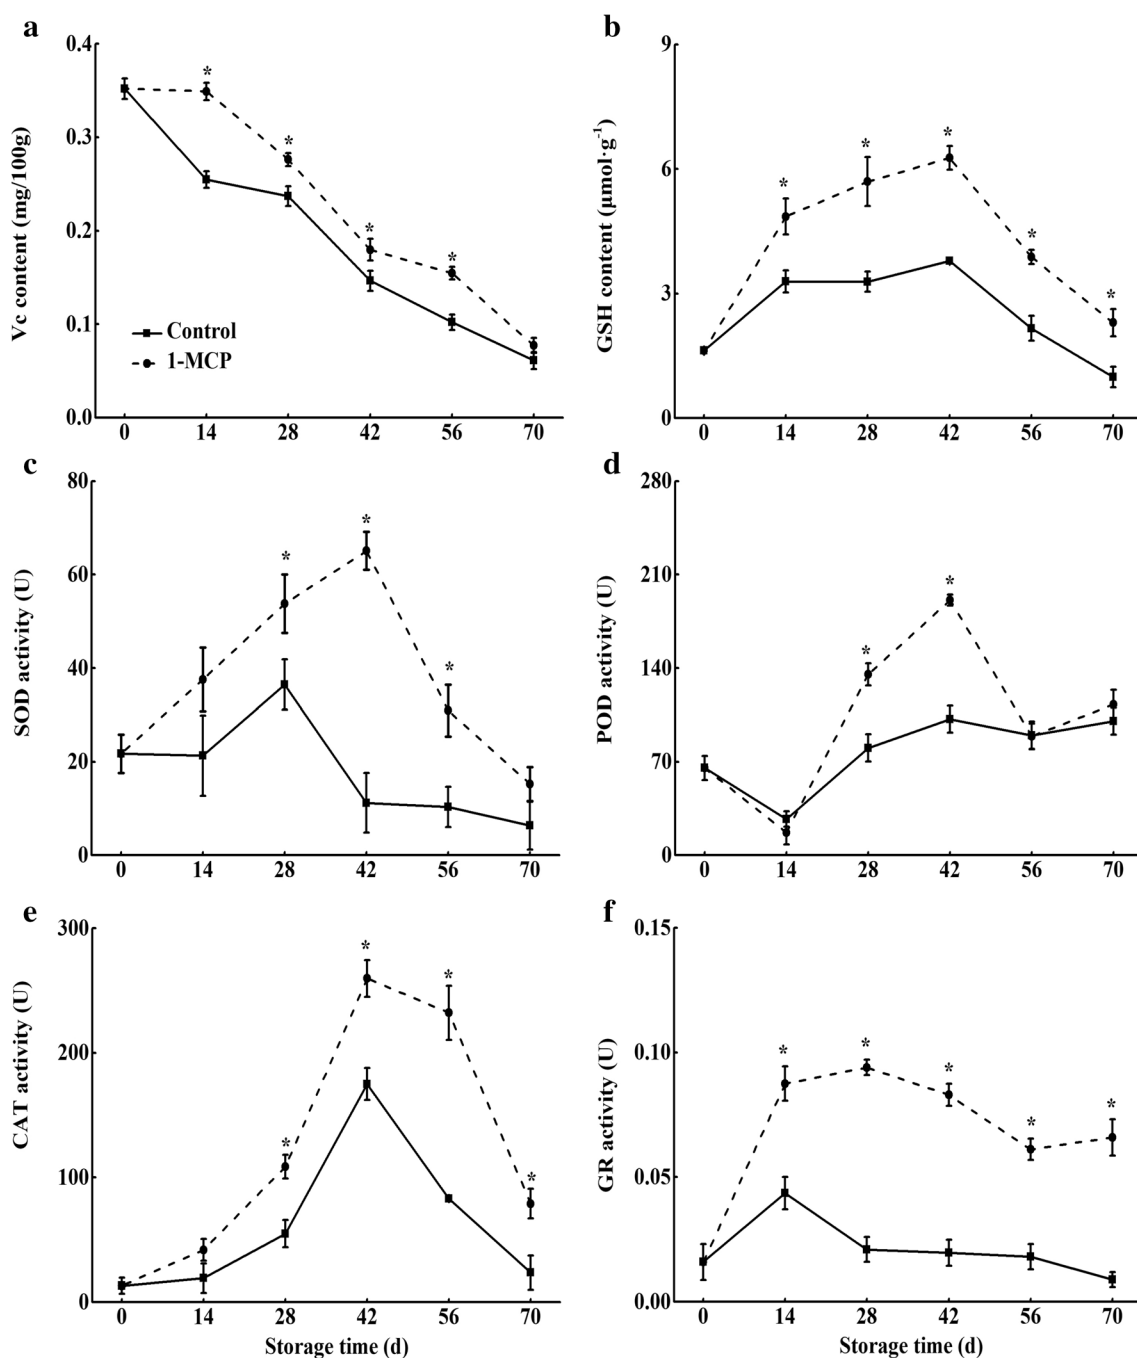 a
0.4
0.3
0.2
0.1
0.0
Vc content (mg/100g)
*
*
*
*
Control
1-MCP
0 14 28 42 56 70
b
9
6
3
0
GSH content (μmol·g⁻¹)
*
*
*
*
*
0 14 28 42 56 70
c
80
60
40
20
0
SOD activity (U)
*
*
*
0 14 28 42 56 70
d
280
210
140
70
0
POD activity (U)
*
*
0 14 28 42 56 70
e
300
200
100
0
CAT activity (U)
*
*
*
*
0 14 28 42 56 70
Storage time (d)
f
0.15
0.10
0.05
0.00
GR activity (U)
*
*
*
*
*
0 14 28 42 56 70
Storage time (d)